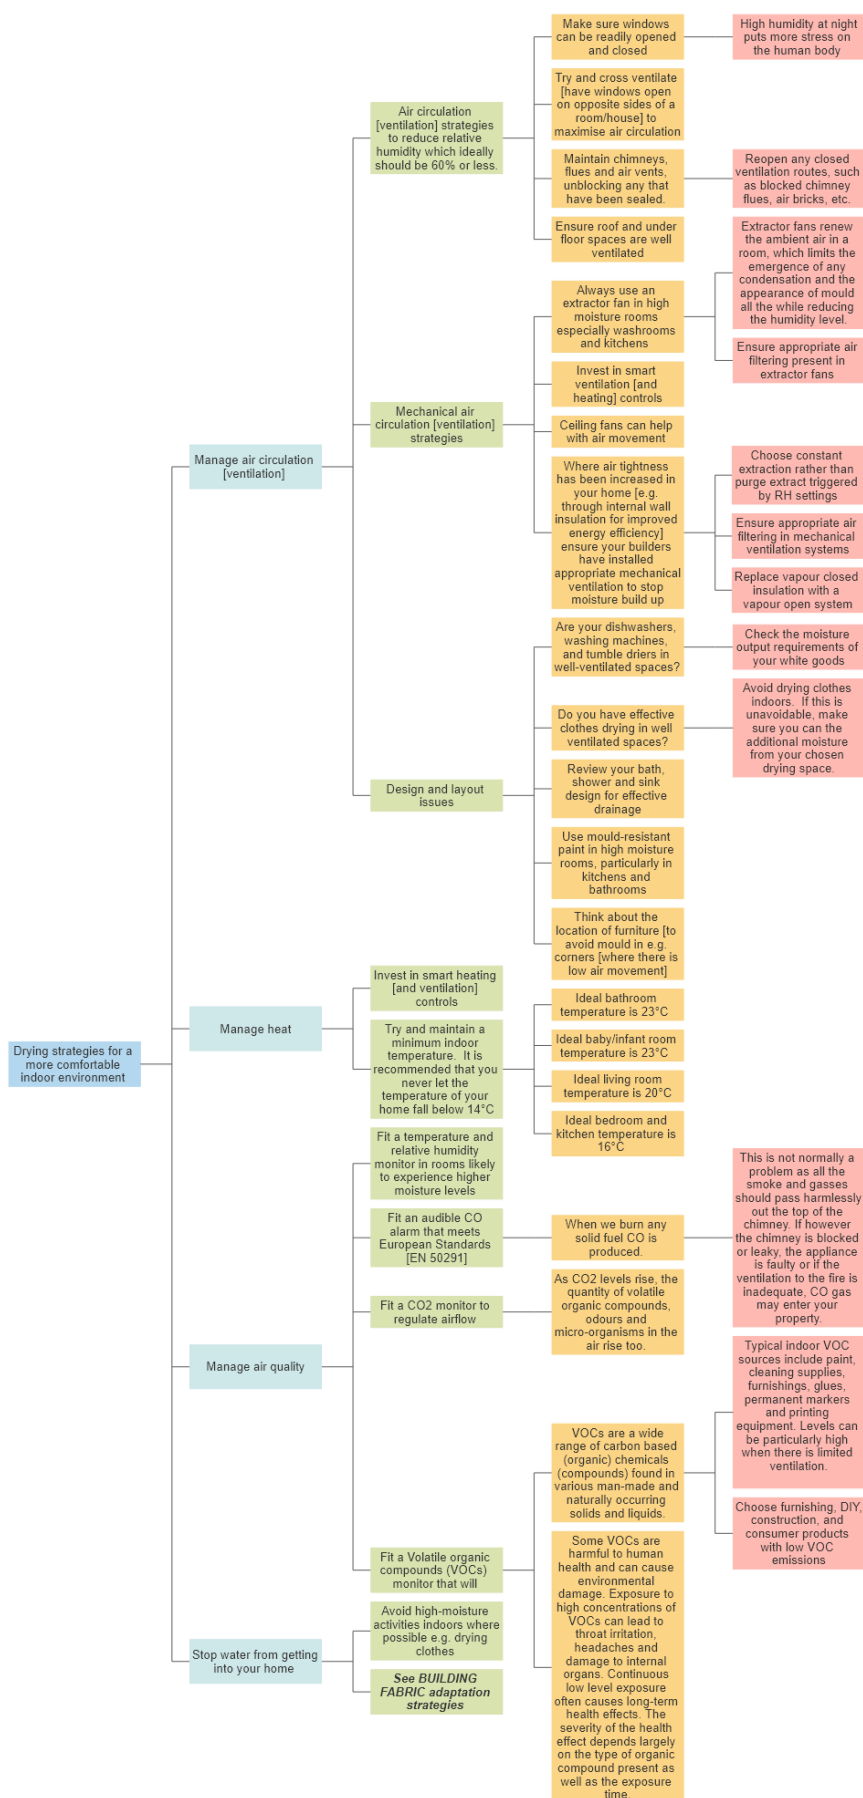 Drying strategies for a
more comfortable
indoor environment
Manage air circulation
[ventilation]
Air circulation
[ventilation] strategies
to reduce relative
humidity which ideally
should be 60% or less.
Make sure windows
can be readily opened
and closed
High humidity at night
puts more stress on
the human body
Try and cross ventilate
[have windows open
on opposite sides of a
room/house] to
maximise air circulation
Maintain chimneys,
flues and air vents,
unblocking any that
have been sealed.
Reopen any closed
ventilation routes, such
as blocked chimney
flues, air bricks, etc.
Ensure roof and under
floor spaces are well
ventilated
Mechanical air
circulation [ventilation]
strategies
Always use an
extractor fan in high
moisture rooms
especially washrooms
and kitchens
Extractor fans renew
the ambient air in a
room, which limits the
emergence of any
condensation and the
appearance of mould
all the while reducing
the humidity level.
Ensure appropriate air
filtering present in
extractor fans
Invest in smart
ventilation [and
heating] controls
Ceiling fans can help
with air movement
Where air tightness
has been increased in
your home [e.g.
through internal wall
insulation for improved
energy efficiency]
ensure your builders
have installed
appropriate mechanical
ventilation to stop
moisture build up
Choose constant
extraction rather than
purge extract triggered
by RH settings
Ensure appropriate air
filtering in mechanical
ventilation systems
Replace vapour closed
insulation with a
vapour open system
Design and layout
issues
Are your dishwashers,
washing machines,
and tumble driers in
well-ventilated spaces?
Check the moisture
output requirements of
your white goods
Do you have effective
clothes drying in well
ventilated spaces?
Avoid drying clothes
indoors.  If this is
unavoidable, make
sure you can the
additional moisture
from your chosen
drying space.
Review your bath,
shower and sink
design for effective
drainage
Use mould-resistant
paint in high moisture
rooms, particularly in
kitchens and
bathrooms
Think about the
location of furniture [to
avoid mould in e.g.
corners [where there is
low air movement]
Manage heat
Invest in smart heating
[and ventilation]
controls
Try and maintain a
minimum indoor
temperature.  It is
recommended that you
never let the
temperature of your
home fall below 14°C
Ideal bathroom
temperature is 23°C
Ideal baby/infant room
temperature is 23°C
Ideal living room
temperature is 20°C
Ideal bedroom and
kitchen temperature is
16°C
Manage air quality
Fit a temperature and
relative humidity
monitor in rooms likely
to experience higher
moisture levels
Fit an audible CO
alarm that meets
European Standards
[EN 50291]
When we burn any
solid fuel CO is
produced.
This is not normally a
problem as all the
smoke and gasses
should pass harmlessly
out the top of the
chimney. If however
the chimney is blocked
or leaky, the appliance
is faulty or if the
ventilation to the fire is
inadequate, CO gas
may enter your
property.
Fit a CO2 monitor to
regulate airflow
As CO2 levels rise, the
quantity of volatile
organic compounds,
odours and
micro-organisms in the
air rise too.
Fit a Volatile organic
compounds (VOCs)
monitor that will
VOCs are a wide
range of carbon based
(organic) chemicals
(compounds) found in
various man-made and
naturally occurring
solids and liquids.
Typical indoor VOC
sources include paint,
cleaning supplies,
furnishings, glues,
permanent markers
and printing
equipment. Levels can
be particularly high
when there is limited
ventilation.
Choose furnishing, DIY,
construction, and
consumer products
with low VOC
emissions
Some VOCs are
harmful to human
health and can cause
environmental
damage. Exposure to
high concentrations of
VOCs can lead to
throat irritation,
headaches and
damage to internal
organs. Continuous
low level exposure
often causes long-term
health effects. The
severity of the health
effect depends largely
on the type of organic
compound present as
well as the exposure
time.
Stop water from getting
into your home
Avoid high-moisture
activities indoors where
possible e.g. drying
clothes
See BUILDING
FABRIC adaptation
strategies